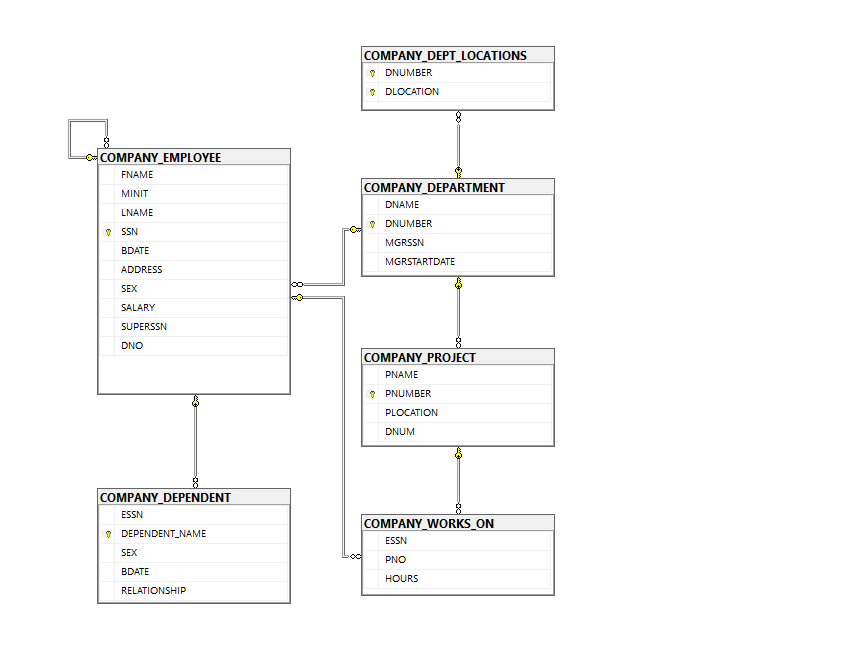 COMPANY_DEPT_LOCATIONS
DNUMBER
DLOCATION
COMPANY_EMPLOYEE
FNAME
MINIT
LNAME
SSN
BDATE
ADDRESS
SEX
SALARY
SUPERSSN
DNO
COMPANY_DEPARTMENT
DNAME
DNUMBER
MGRSSN
MGRSTARTDATE
COMPANY_PROJECT
PNAME
PNUMBER
PLOCATION
DNUM
COMPANY_DEPENDENT
ESSN
DEPENDENT_NAME
SEX
BDATE
RELATIONSHIP
COMPANY_WORKS_ON
ESSN
PNO
HOURS